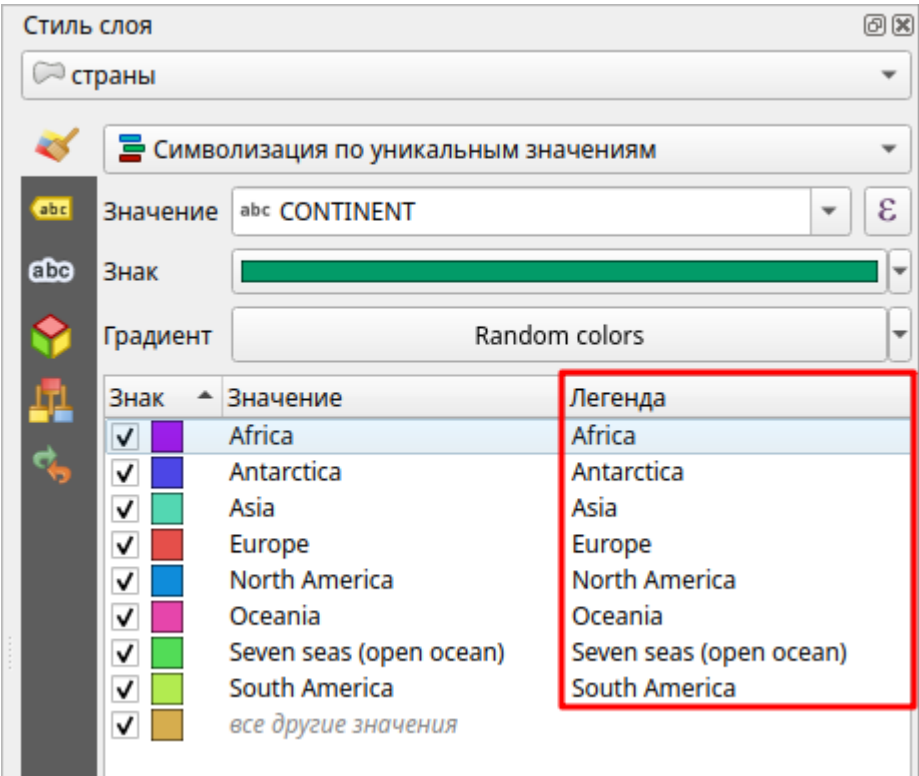 Стиль слоя
страны
Символизация по уникальным значениям
abc
Значение abc CONTINENT ε
abc
Знак
Градиент Random colors
Знак Значение Легенда
Africa Africa
Antarctica Antarctica
Asia Asia
Europe Europe
North America North America
Oceania Oceania
Seven seas (open ocean) Seven seas (open ocean)
South America South America
все другие значения